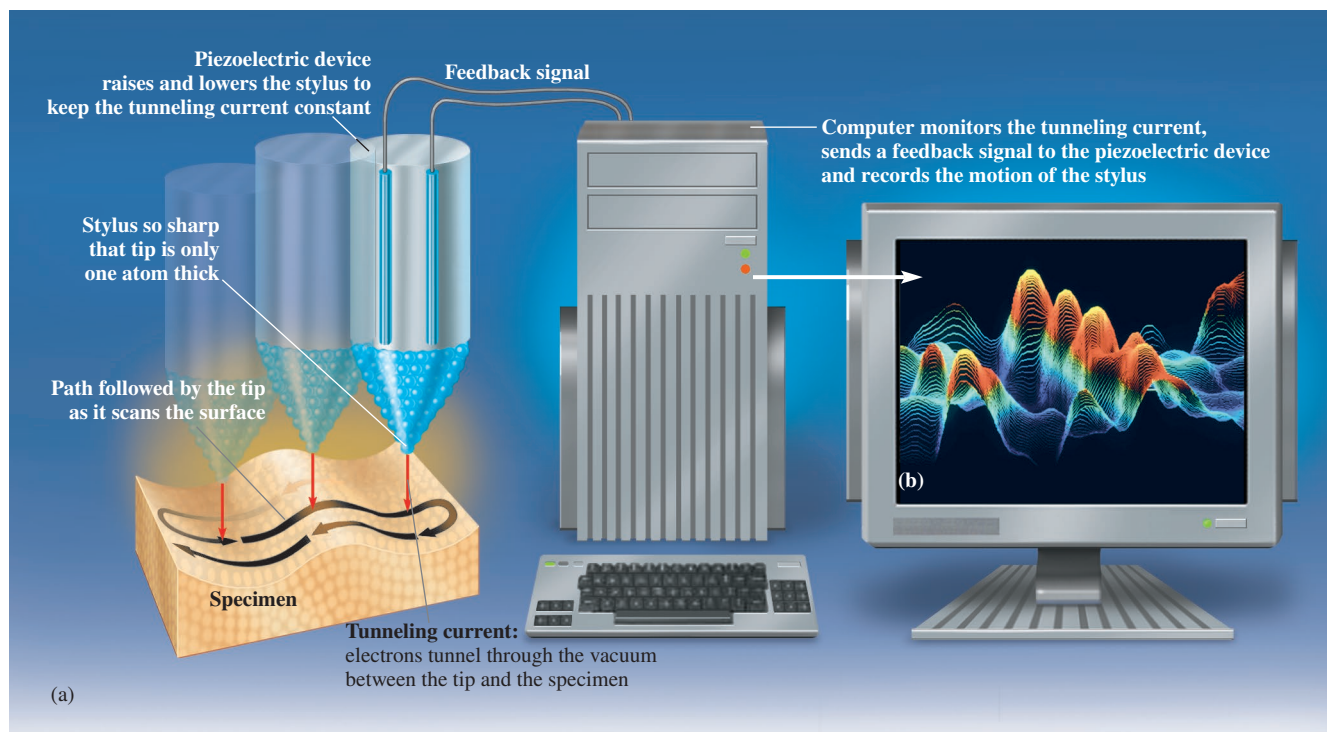 Piezoelectric device
raises and lowers the stylus to
keep the tunneling current constant
Feedback signal
Computer monitors the tunneling current,
sends a feedback signal to the piezoelectric device
and records the motion of the stylus
Stylus so sharp
that tip is only
one atom thick
Path followed by the tip
as it scans the surface
(b)
Specimen
Tunneling current:
electrons tunnel through the vacuum
between the tip and the specimen
(a)